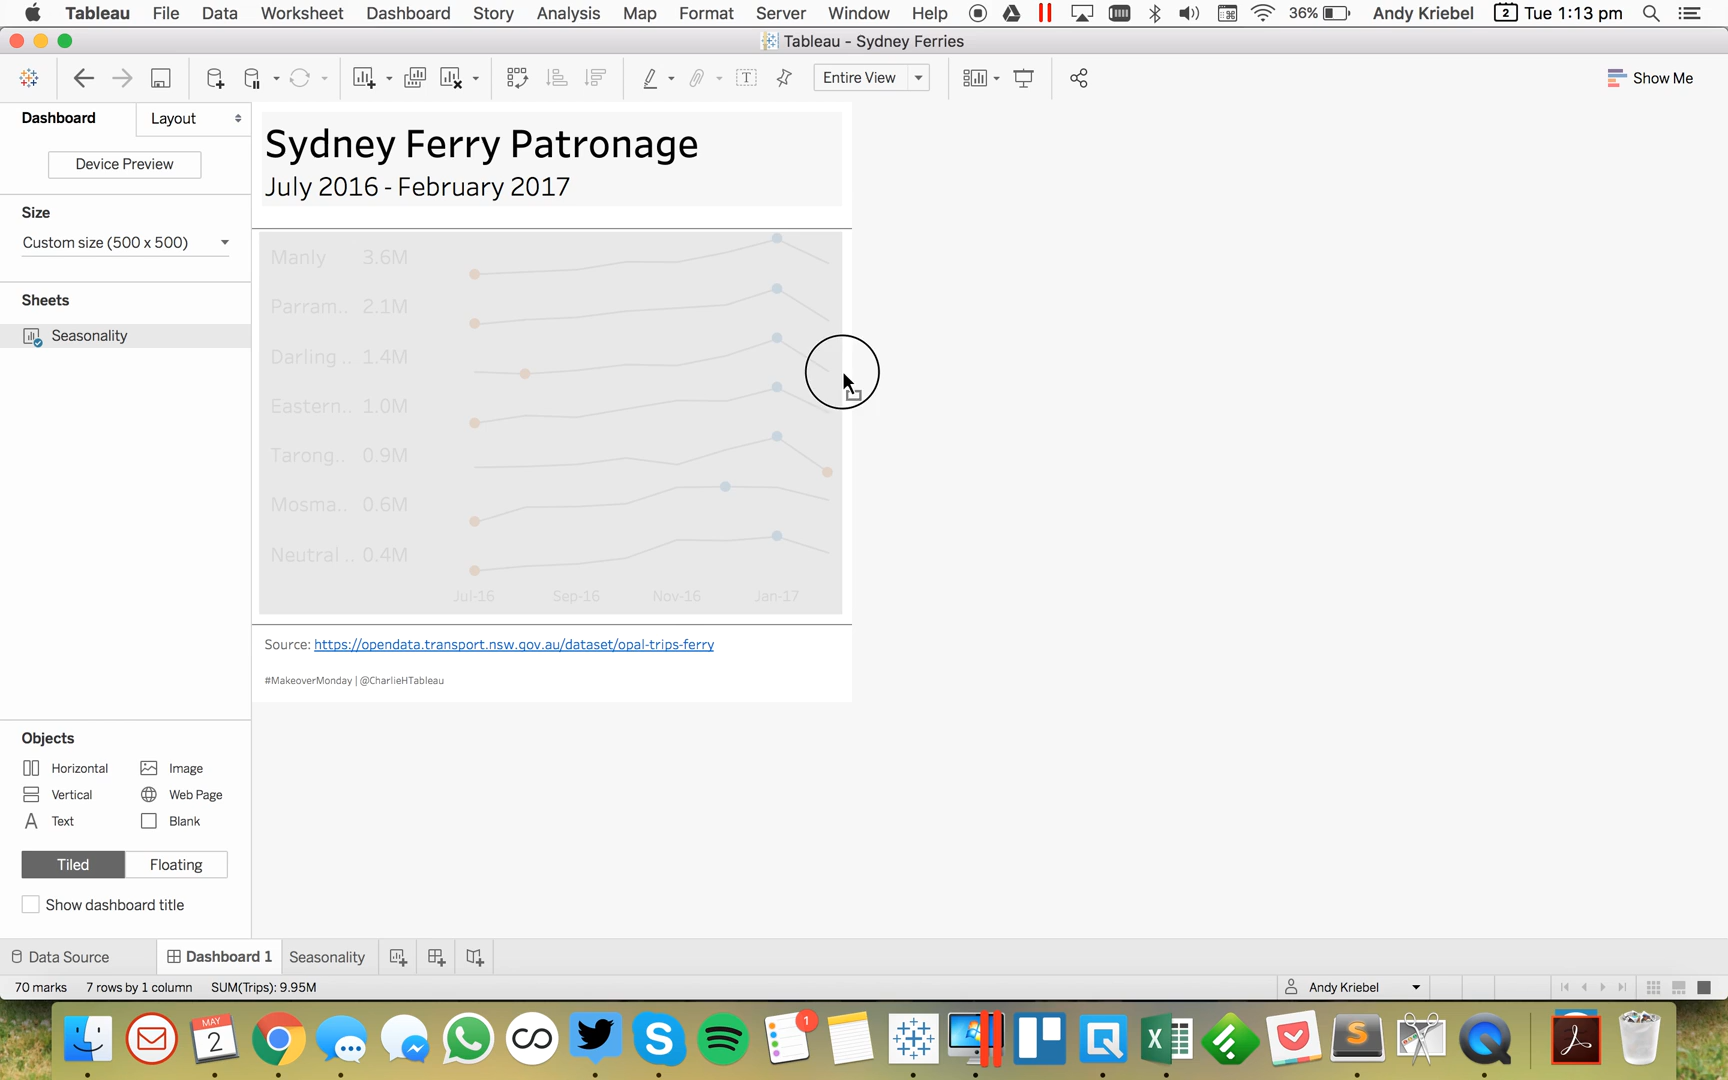 Tableau File Data Worksheet Dashboard Story Analysis Map Format Server Window Help 36% Andy Kriebel 2 Tue 1:13 pm
Tableau - Sydney Ferries
Entire View Show Me
Dashboard Layout
Device Preview
Size
Custom size (500 x 500)
Sheets
Seasonality
Sydney Ferry Patronage
July 2016 - February 2017
Manly 3.6M
Parram.. 2.1M
Darling .. 1.4M
Eastern.. 1.0M
Tarong.. 0.9M
Mosma.. 0.6M
Neutral .. 0.4M
Jul-16 Sep-16 Nov-16 Jan-17
Source: https://opendata.transport.nsw.gov.au/dataset/opal-trips-ferry
#MakeoverMonday | @CharlieHTableau
Objects
Horizontal Image
Vertical Web Page
A Text Blank
Tiled Floating
Show dashboard title
Data Source Dashboard 1 Seasonality
70 marks 7 rows by 1 column SUM(Trips): 9.95M Andy Kriebel
MAY
2
1